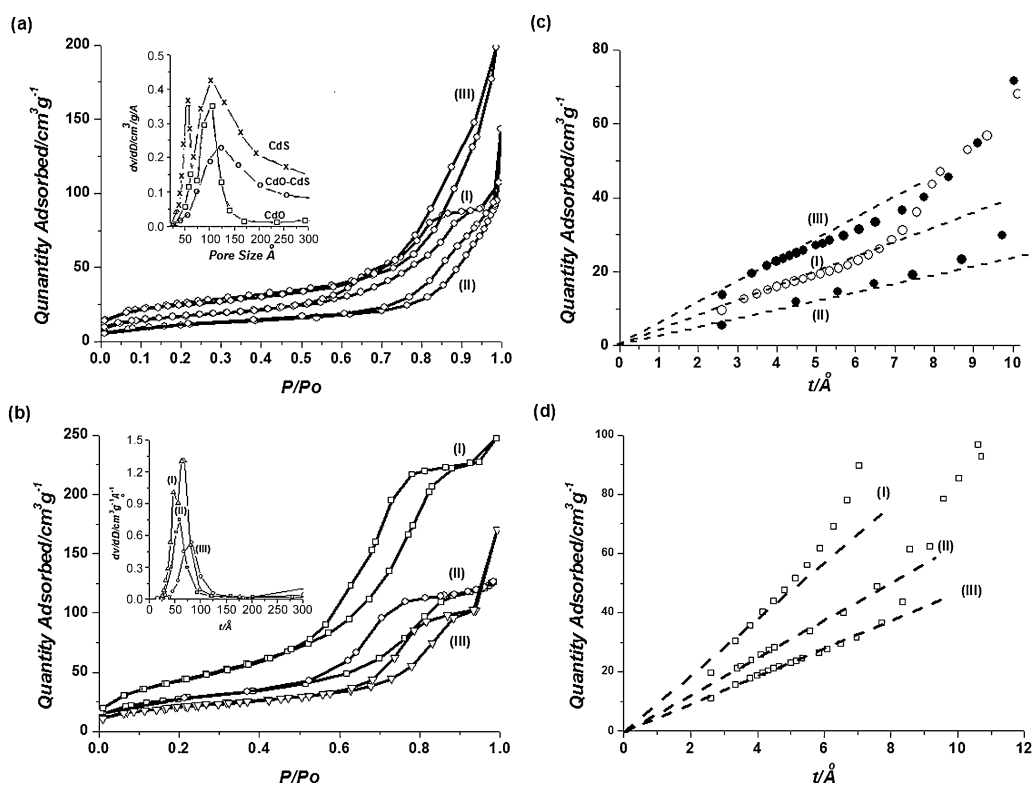 (a)
200
150
100
50
0
0.0 0.1 0.2 0.3 0.4 0.5 0.6 0.7 0.8 0.9 1.0
Qunantity Adsorbed/cm³g⁻¹
P/Po
(III)
(I)
(II)
0.5
0.4
0.3
0.2
0.1
0.0
50 100 150 200 250 300
dv/dD/cm³/g/A
Pore Size Å
CdS
CdO-CdS
CdO
(c)
80
60
40
20
0
0 1 2 3 4 5 6 7 8 9 10
Quantity Adsorbed/cm³g⁻¹
t/Å
(III)
(I)
(II)
(b)
250
200
150
100
50
0
0.0 0.2 0.4 0.6 0.8 1.0
Quantity Adsorbed/cm³g⁻¹
P/Po
(I)
(II)
(III)
1.5
1.2
0.9
0.6
0.3
0.0
0 50 100 150 200 250 300
dv/dD/cm³g⁻¹Å⁻¹
t/Å
(I)
(II)
(III)
(d)
100
80
60
40
20
0
0 2 4 6 8 10 12
Quantity Adsorbed/cm³g⁻¹
t/Å
(I)
(II)
(III)